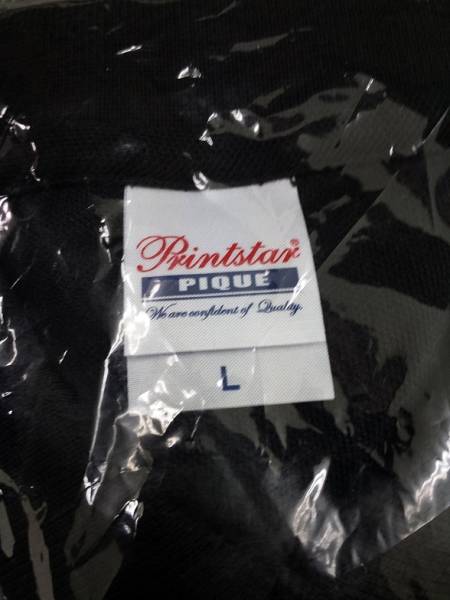 Printstar®
PIQUÉ
We are confident of Quality.
L